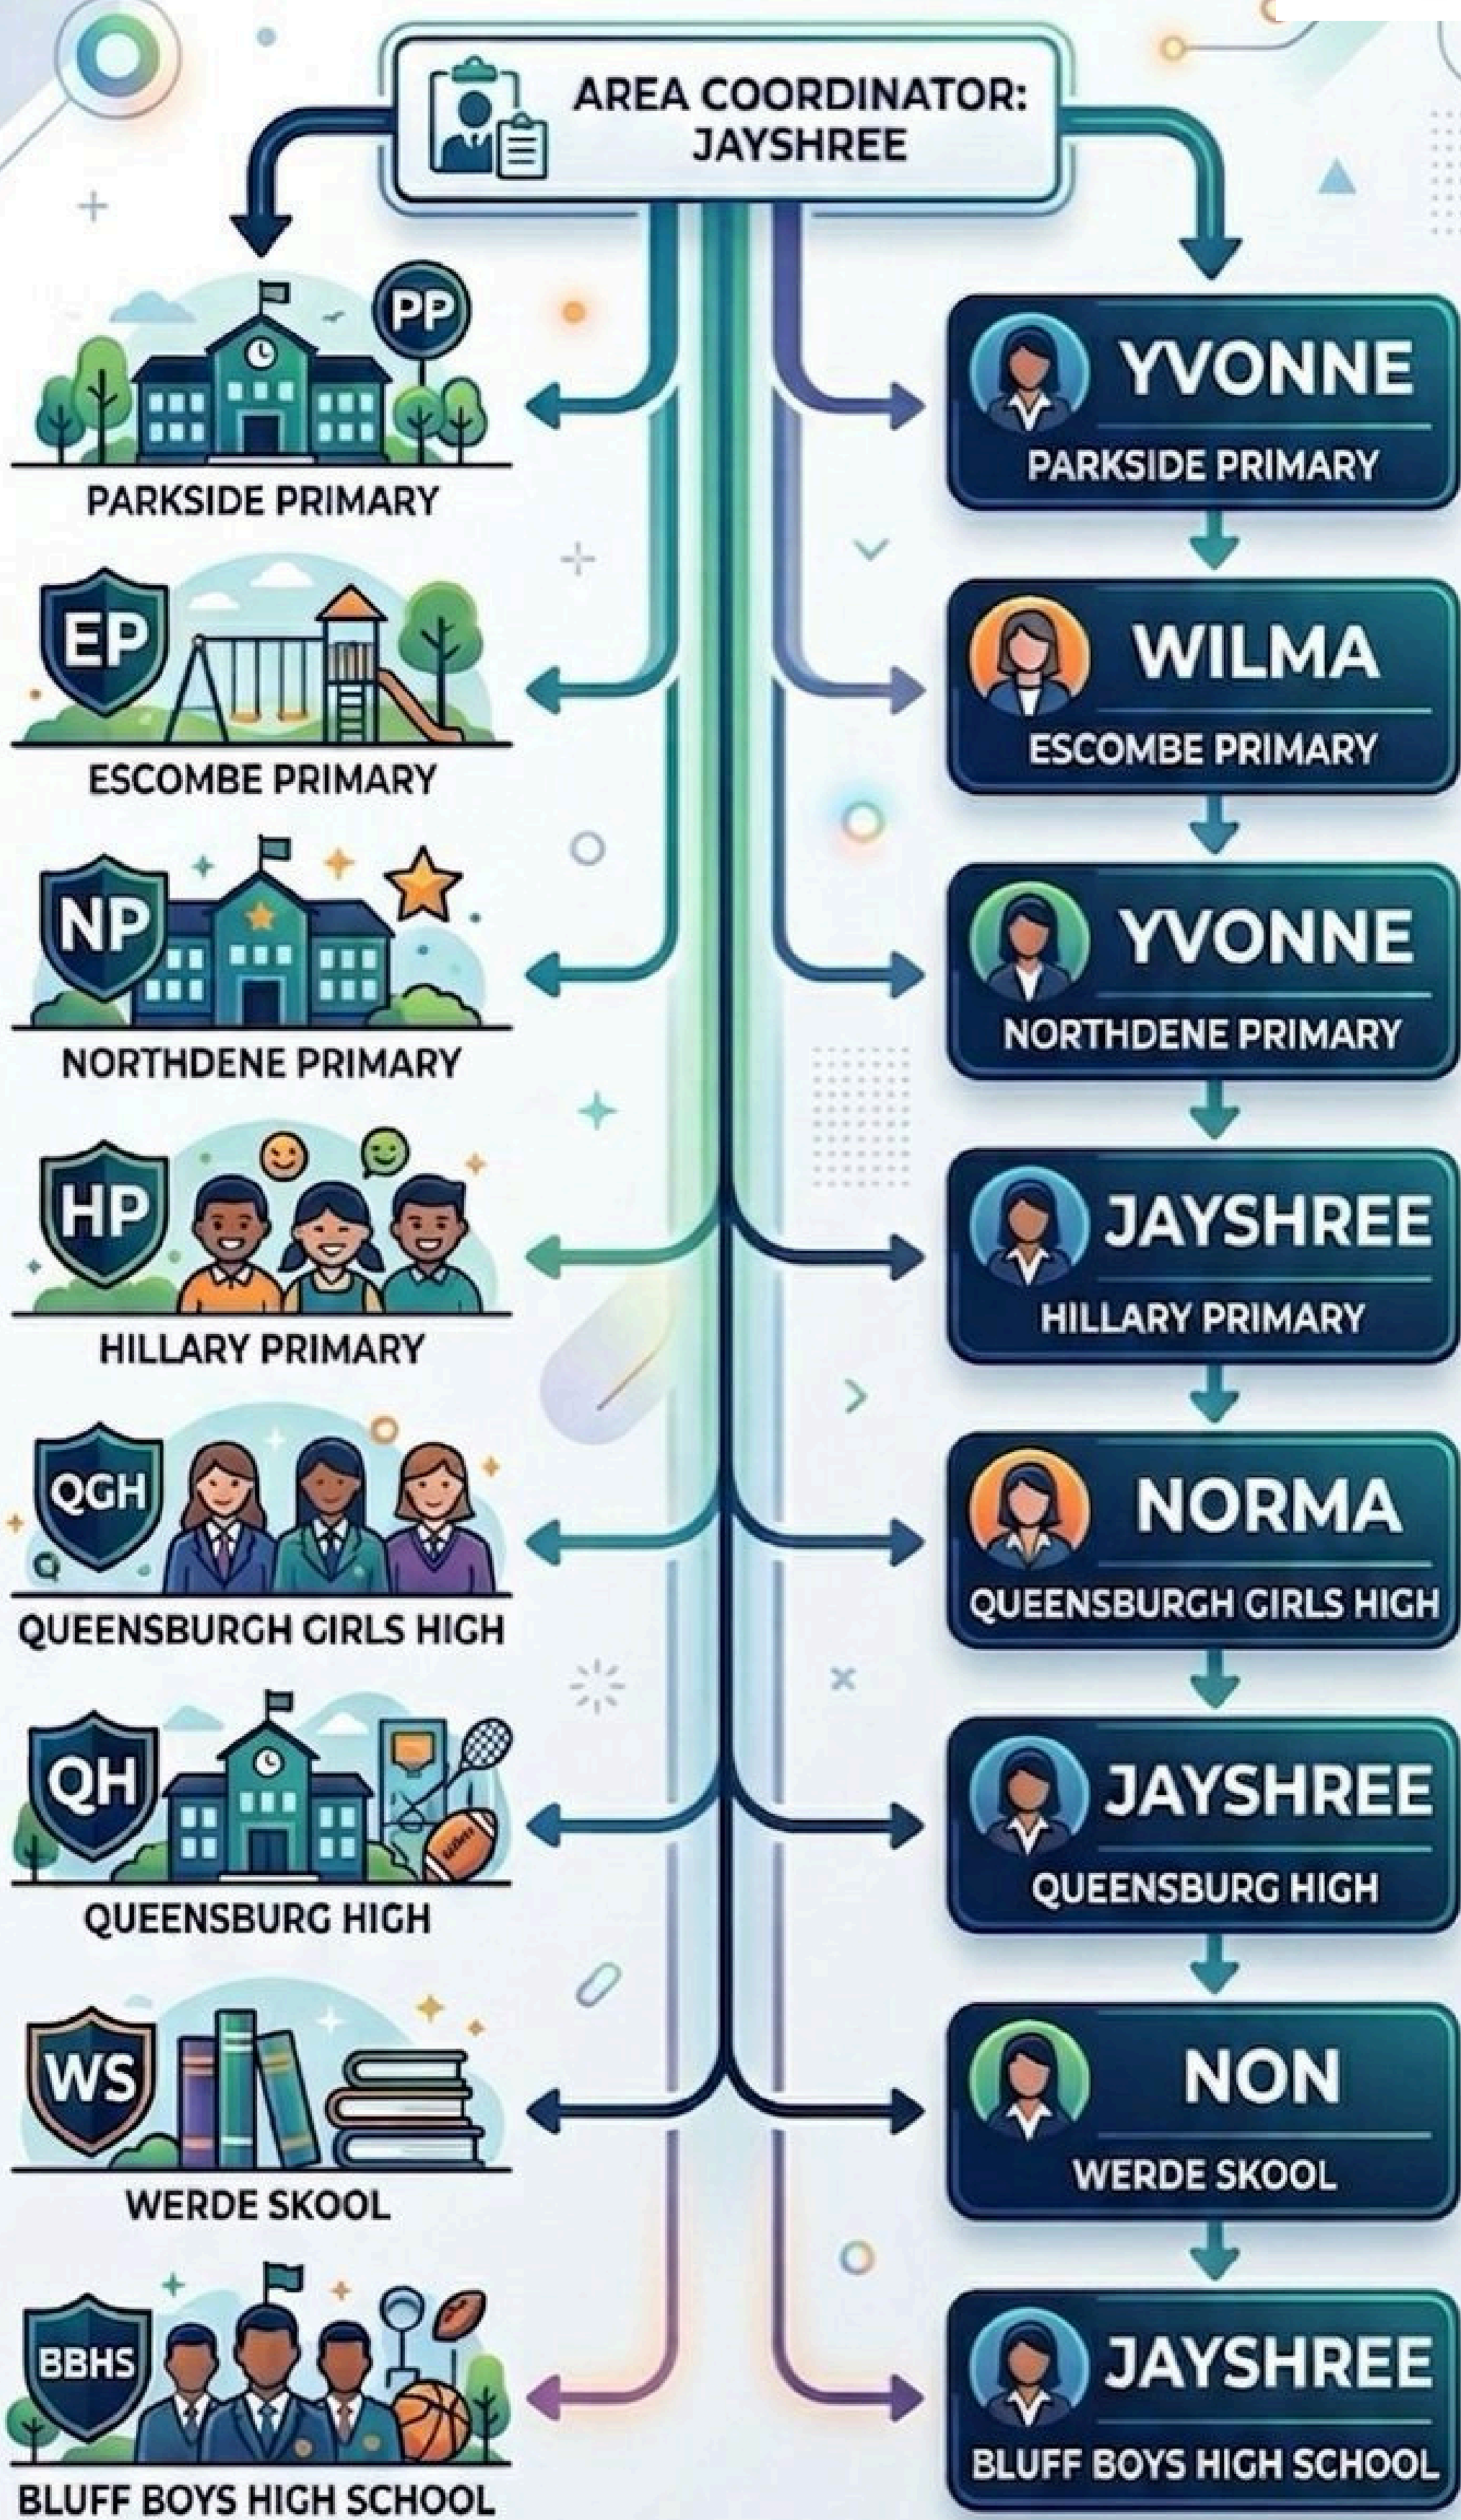 AREA COORDINATOR:
JAYSHREE
PP
PARKSIDE PRIMARY
YVONNE
PARKSIDE PRIMARY
EP
ESCOMBE PRIMARY
WILMA
ESCOMBE PRIMARY
NP
NORTHDENE PRIMARY
YVONNE
NORTHDENE PRIMARY
HP
HILLARY PRIMARY
JAYSHREE
HILLARY PRIMARY
QGH
QUEENSBURGH GIRLS HIGH
NORMA
QUEENSBURGH GIRLS HIGH
QH
QUEENSBURG HIGH
JAYSHREE
QUEENSBURG HIGH
WS
WERDE SKOOL
NON
WERDE SKOOL
BBHS
BLUFF BOYS HIGH SCHOOL
JAYSHREE
BLUFF BOYS HIGH SCHOOL